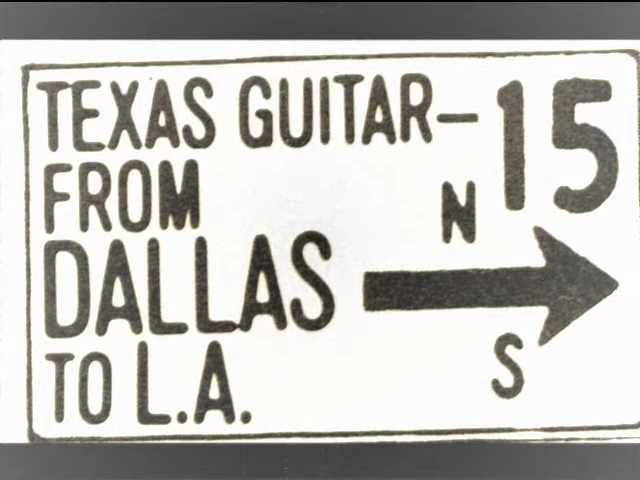 TEXAS GUITAR-15
FROM
N
DALLAS
S
TO L.A.